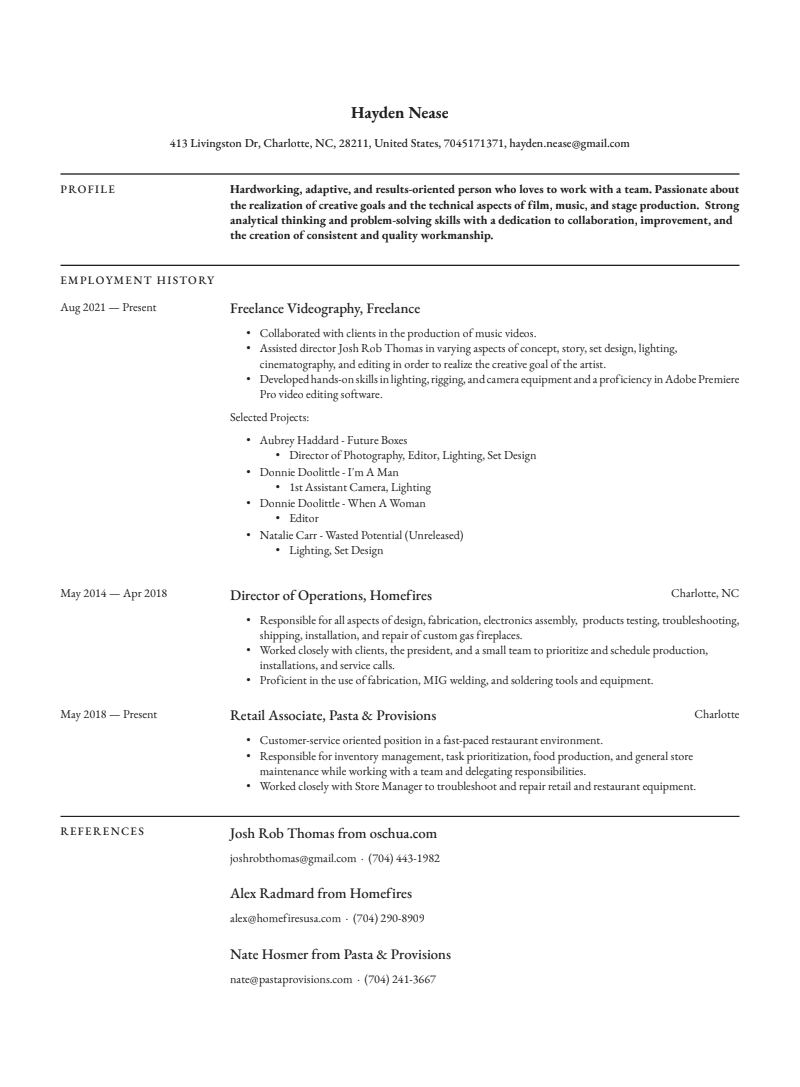 Hayden Nease
413 Livingston Dr, Charlotte, NC, 28211, United States, 7045171371, hayden.nease@gmail.com
PROFILE
Hardworking, adaptive, and results-oriented person who loves to work with a team. Passionate about
the realization of creative goals and the technical aspects of film, music, and stage production.  Strong
analytical thinking and problem-solving skills with a dedication to collaboration, improvement, and
the creation of consistent and quality workmanship.
EMPLOYMENT HISTORY
Aug 2021 — Present
Freelance Videography, Freelance
• Collaborated with clients in the production of music videos.
• Assisted director Josh Rob Thomas in varying aspects of concept, story, set design, lighting,
cinematography, and editing in order to realize the creative goal of the artist.
• Developed hands-on skills in lighting, rigging, and camera equipment and a proficiency in Adobe Premiere
Pro video editing software.
Selected Projects:
• Aubrey Haddard - Future Boxes
• Director of Photography, Editor, Lighting, Set Design
• Donnie Doolittle - I'm A Man
• 1st Assistant Camera, Lighting
• Donnie Doolittle - When A Woman
• Editor
• Natalie Carr - Wasted Potential (Unreleased)
• Lighting, Set Design
May 2014 — Apr 2018
Director of Operations, Homefires
Charlotte, NC
• Responsible for all aspects of design, fabrication, electronics assembly,  products testing, troubleshooting,
shipping, installation, and repair of custom gas fireplaces.
• Worked closely with clients, the president, and a small team to prioritize and schedule production,
installations, and service calls.
• Proficient in the use of fabrication, MIG welding, and soldering tools and equipment.
May 2018 — Present
Retail Associate, Pasta & Provisions
Charlotte
• Customer-service oriented position in a fast-paced restaurant environment.
• Responsible for inventory management, task prioritization, food production, and general store
maintenance while working with a team and delegating responsibilities.
• Worked closely with Store Manager to troubleshoot and repair retail and restaurant equipment.
REFERENCES
Josh Rob Thomas from oschua.com
joshrobthomas@gmail.com · (704) 443-1982
Alex Radmard from Homefires
alex@homefiresusa.com · (704) 290-8909
Nate Hosmer from Pasta & Provisions
nate@pastaprovisions.com · (704) 241-3667